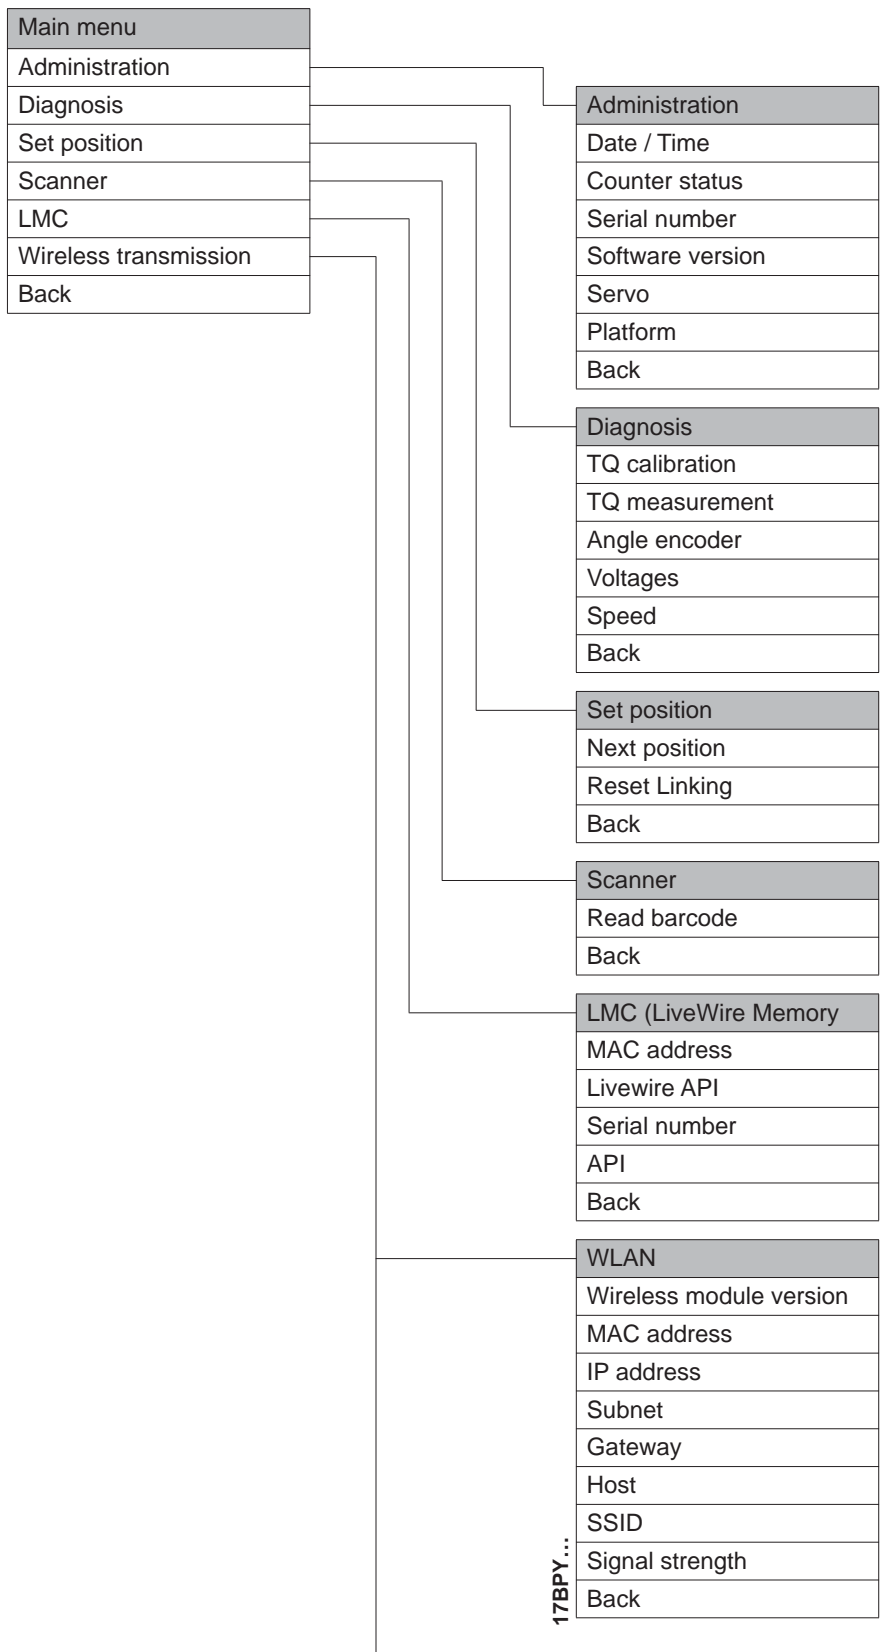 Main menu
Administration
Diagnosis
Set position
Scanner
LMC
Wireless transmission
Back
Administration
Date / Time
Counter status
Serial number
Software version
Servo
Platform
Back
Diagnosis
TQ calibration
TQ measurement
Angle encoder
Voltages
Speed
Back
Set position
Next position
Reset Linking
Back
Scanner
Read barcode
Back
LMC (LiveWire Memory
MAC address
Livewire API
Serial number
API
Back
WLAN
Wireless module version
MAC address
IP address
Subnet
Gateway
Host
SSID
Signal strength
Back
17BPY…